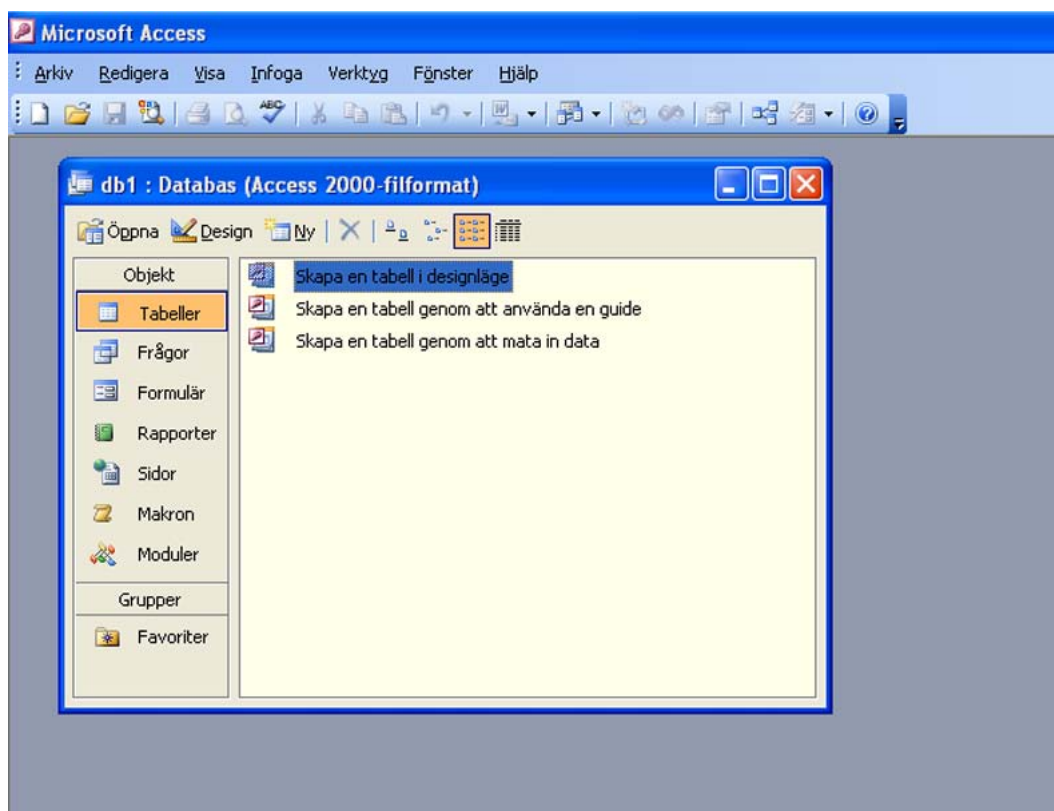 Microsoft Access
Arkiv Redigera Visa Infoga Verktyg Fönster Hjälp
db1 : Databas (Access 2000-filformat)
Öppna Design Ny
Objekt
Tabeller
Frågor
Formulär
Rapporter
Sidor
Makron
Moduler
Grupper
Favoriter
Skapa en tabell i designläge
Skapa en tabell genom att använda en guide
Skapa en tabell genom att mata in data